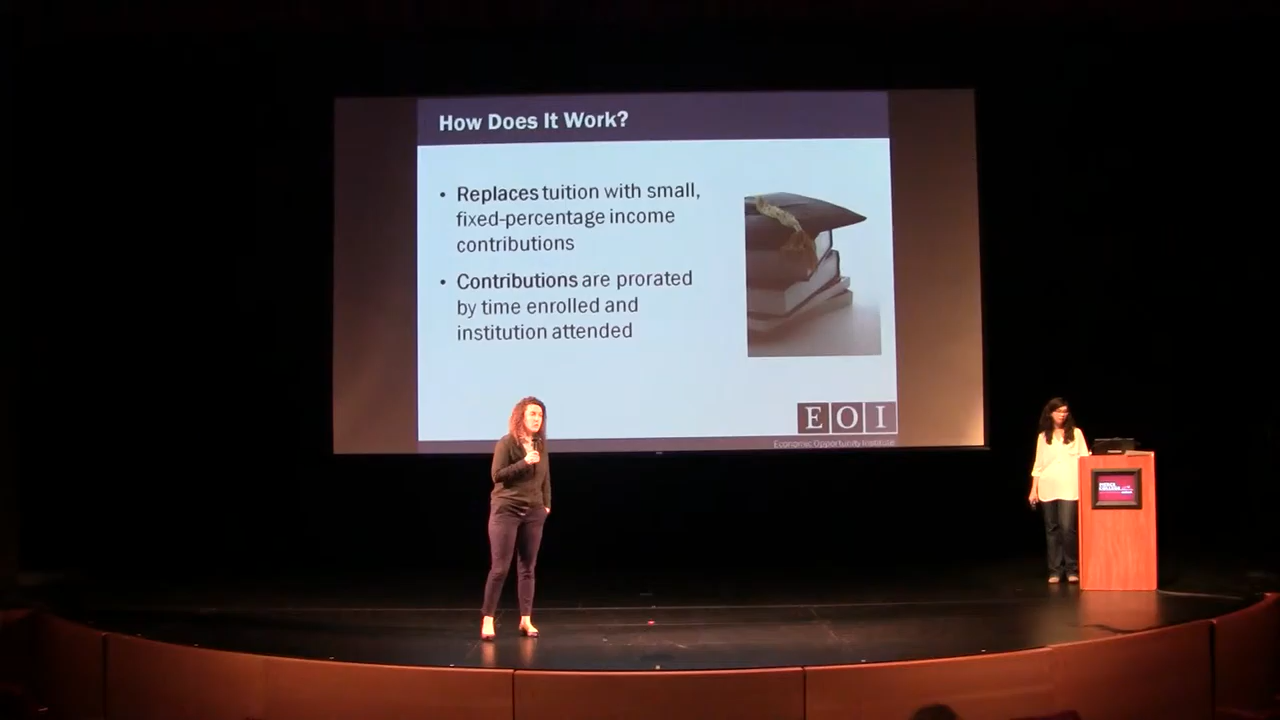 How Does It Work?
• Replaces tuition with small,
fixed-percentage income
contributions
• Contributions are prorated
by time enrolled and
institution attended
EOI
Economic Opportunity Institute